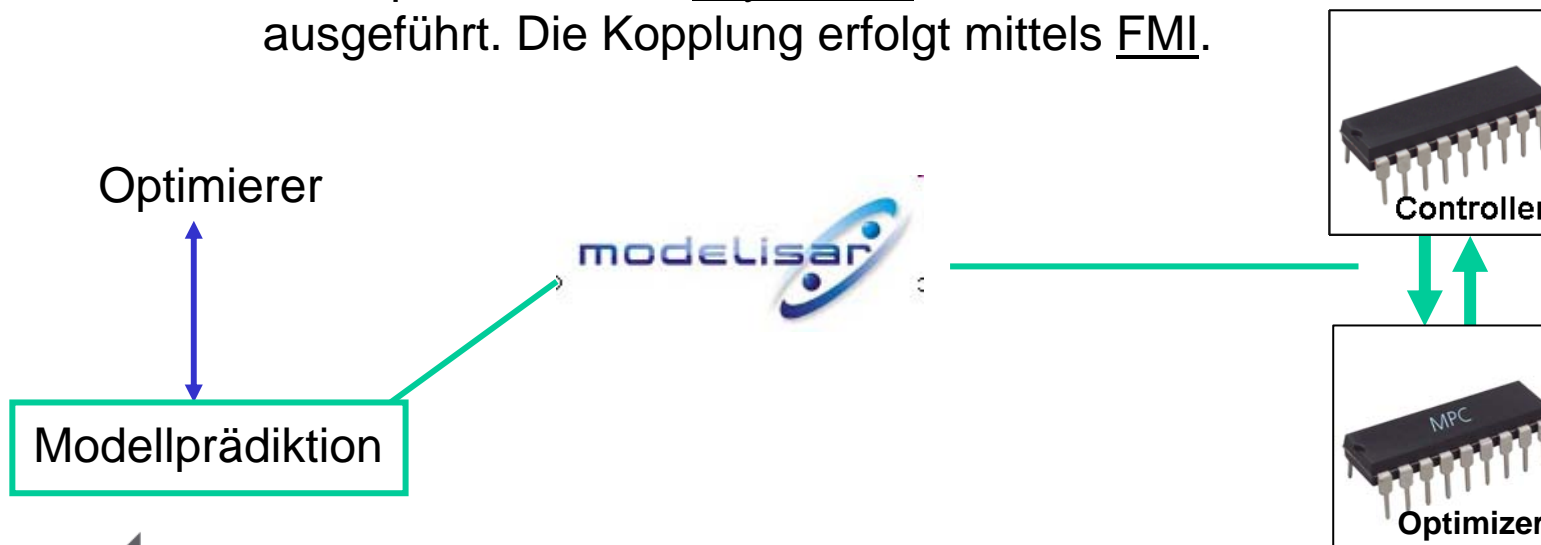 ausgeführt. Die Kopplung erfolgt mittels FMI.
Optimierer
modelisar
Controller
Modellprädiktion
MPC
Optimizer